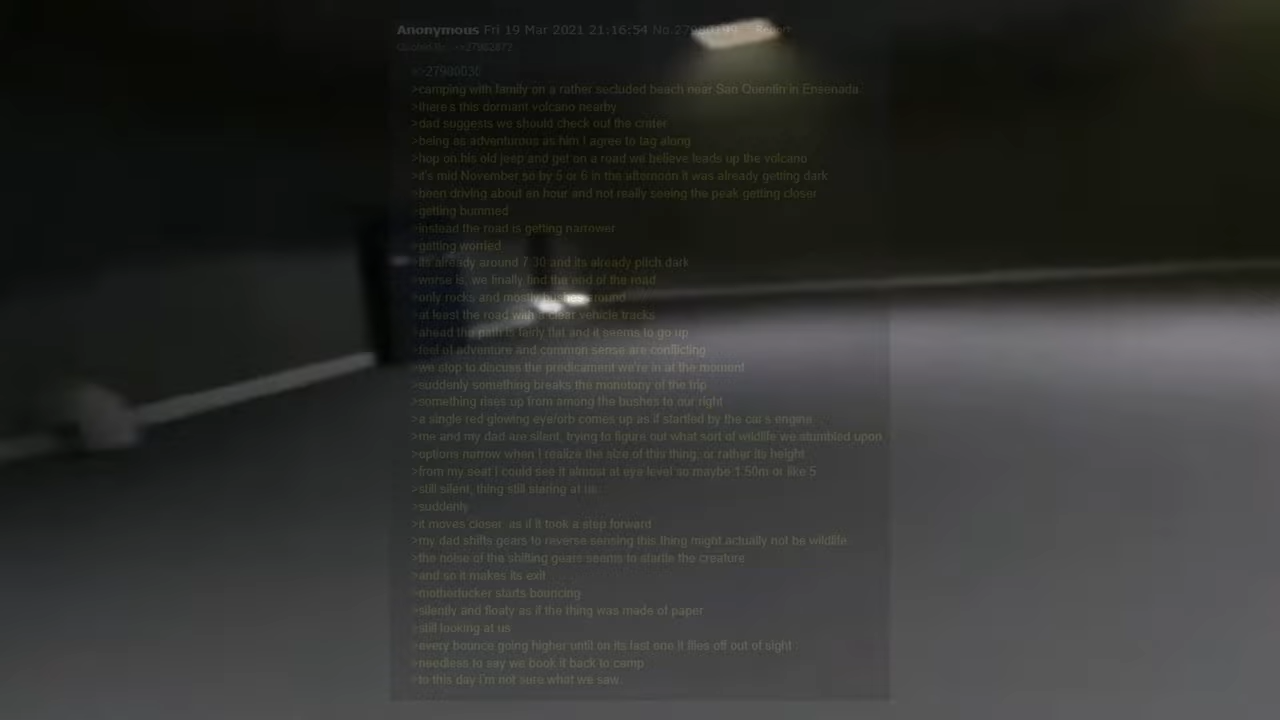 Anonymous Fri 19 Mar 2021 21:16:54 No.27980199 Report
Quoted By: >>27982872
>>27980030
>camping with family on a rather secluded beach near San Quentin in Ensenada
>there's this dormant volcano nearby
>dad suggests we should check out the crater
>being as adventurous as him I agree to tag along
>hop on his old jeep and get on a road we believe leads up the volcano
>it's mid November so by 5 or 6 in the afternoon it was already getting dark
>been driving about an hour and not really seeing the peak getting closer
>getting bummed
>instead the road is getting narrower
>getting worried
>its already around 7:30 and its already pitch dark
>worse is, we finally find the end of the road
>only rocks and mostly bushes round
>at least the road with a clear vehicle tracks
>ahead the path is fairly flat and it seems to go up
>feel of adventure and common sense are conflicting
>we stop to discuss the predicament we're in at the moment
>suddenly something breaks the monotony of the trip
>something rises up from among the bushes to our right
>a single red glowing eye/orb comes up as if startled by the car's engine
>me and my dad are silent, trying to figure out what sort of wildlife we stumbled upon
>options narrow when I realize the size of this thing, or rather its height
>from my seat I could see it almost at eye level so maybe 1.50m or like 5
>still silent, thing still staring at us
>suddenly
>it moves closer, as if it took a step forward
>my dad shifts gears to reverse sensing this thing might actually not be wildlife
>the noise of the shifting gears seems to startle the creature
>and so it makes its exit
>motherfucker starts bouncing
>silently and floaty as if the thing was made of paper
>still looking at us
>every bounce going higher until on its last one it flies off out of sight
>needless to say we book it back to camp
>to this day i'm not sure what we saw